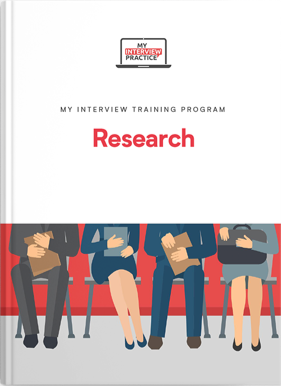 MY
INTERVIEW
PRACTICE
MY INTERVIEW TRAINING PROGRAM
Research